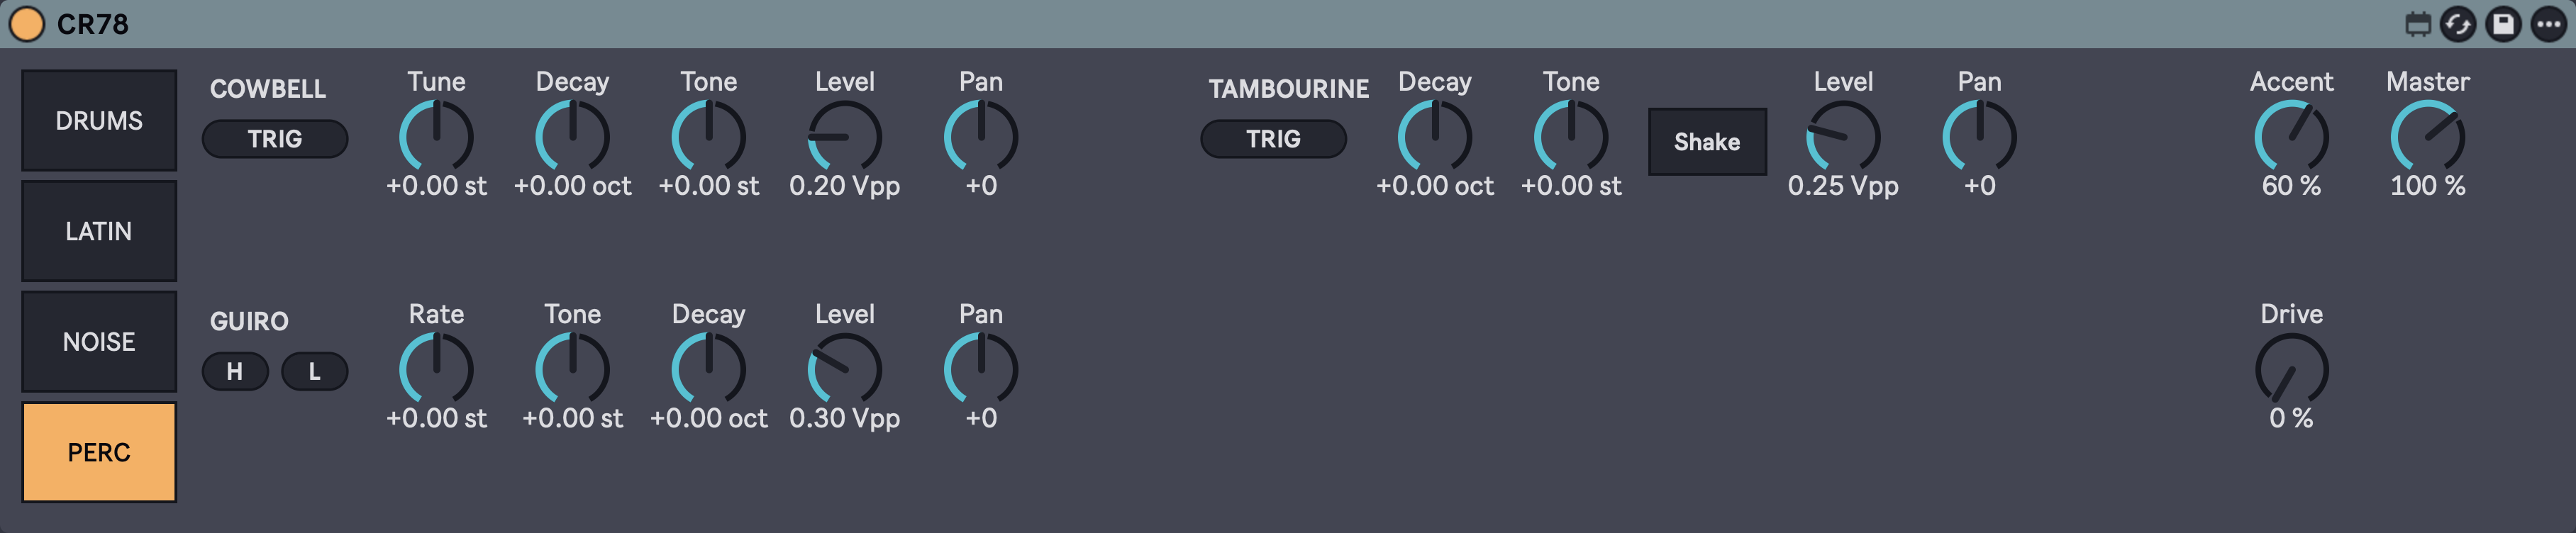 CR78
DRUMS
LATIN
NOISE
PERC
COWBELL
TRIG
Tune Decay Tone Level Pan
+0.00 st +0.00 oct +0.00 st 0.20 Vpp +0
TAMBOURINE
TRIG
Decay Tone Level Pan
Shake
+0.00 oct +0.00 st 0.25 Vpp +0
Accent Master
60 % 100 %
GUIRO
H L
Rate Tone Decay Level Pan
+0.00 st +0.00 st +0.00 oct 0.30 Vpp +0
Drive
0 %